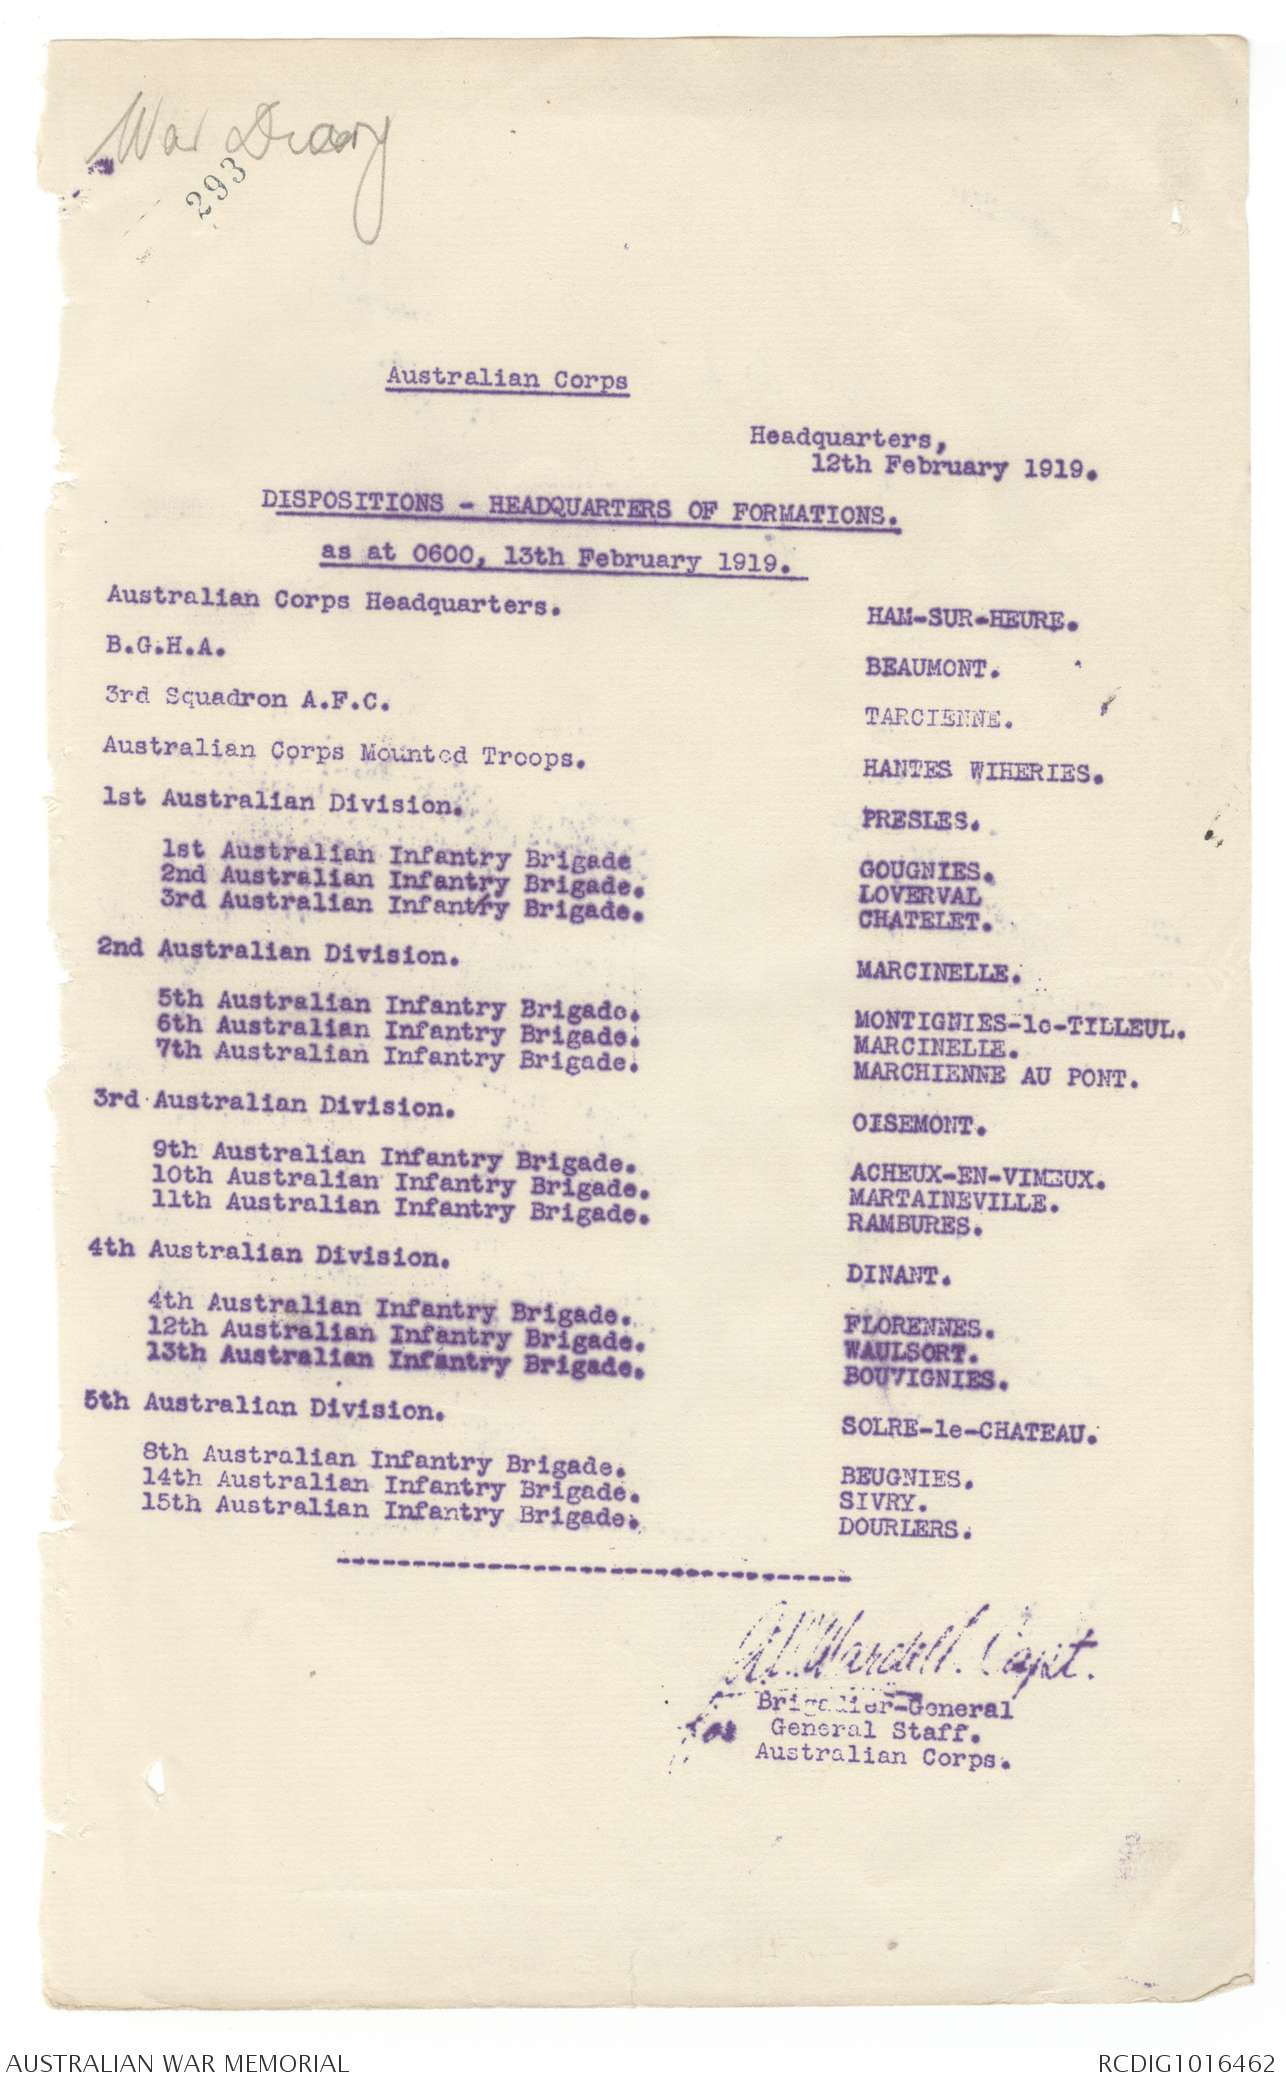 War Diary
293
Australian Corps
Headquarters,
12th February 1919.
DISPOSITIONS - HEADQUARTERS OF FORMATIONS.
as at 0600, 13th February 1919.
Australian Corps Headquarters. HAM-SUR-HEURE.
B.G.H.A. BEAUMONT.
3rd Squadron A.F.C. TARCIENNE.
Australian Corps Mounted Troops. HANTES WIHERIES.
1st Australian Division. PRESLES.
1st Australian Infantry Brigade GOUGNIES.
2nd Australian Infantry Brigade. LOVERVAL
3rd Australian Infantry Brigade. CHATELET.
2nd Australian Division. MARCINELLE.
5th Australian Infantry Brigade. MONTIGNIES-le-TILLEUL.
6th Australian Infantry Brigade. MARCINELLE.
7th Australian Infantry Brigade. MARCHIENNE AU PONT.
3rd Australian Division. OISEMONT.
9th Australian Infantry Brigade. ACHEUX-EN-VIMEUX.
10th Australian Infantry Brigade. MARTAINEVILLE.
11th Australian Infantry Brigade. RAMBURES.
4th Australian Division. DINANT.
4th Australian Infantry Brigade. FLORENNES.
12th Australian Infantry Brigade. WAULSORT.
13th Australian Infantry Brigade. BOUVIGNIES.
5th Australian Division. SOLRE-le-CHATEAU.
8th Australian Infantry Brigade. BEUGNIES.
14th Australian Infantry Brigade. SIVRY.
15th Australian Infantry Brigade. DOURLERS.
Wardell. Capt.
Brigadier-General
for General Staff.
Australian Corps.
AUSTRALIAN WAR MEMORIAL RCDIG1016462